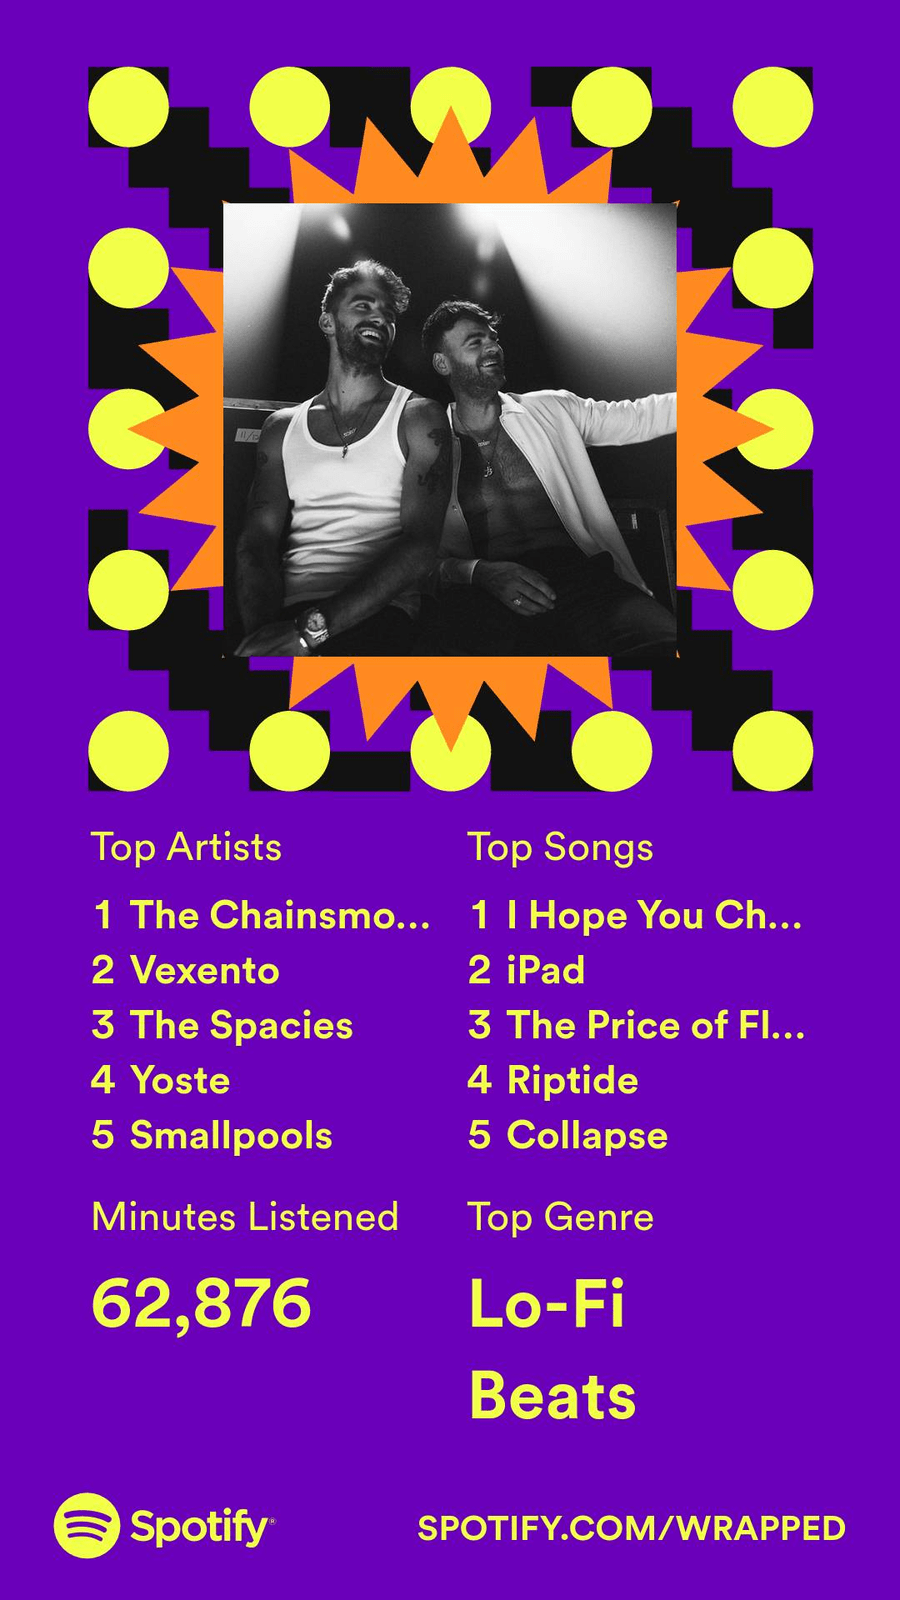 Top Artists
1 The Chainsmo...
2 Vexento
3 The Spacies
4 Yoste
5 Smallpools
Top Songs
1 I Hope You Ch...
2 iPad
3 The Price of Fl...
4 Riptide
5 Collapse
Minutes Listened
62,876
Top Genre
Lo-Fi
Beats
Spotify®
SPOTIFY.COM/WRAPPED